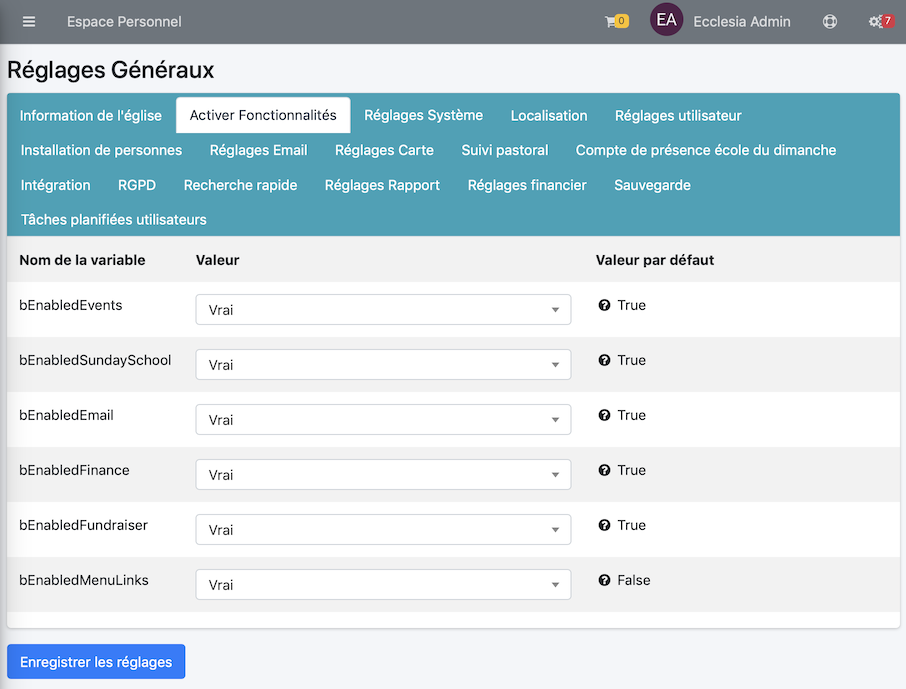 Espace Personnel 0 EA Ecclesia Admin 7
Réglages Généraux
Information de l'église Activer Fonctionnalités Réglages Système Localisation Réglages utilisateur
Installation de personnes Réglages Email Réglages Carte Suivi pastoral Compte de présence école du dimanche
Intégration RGPD Recherche rapide Réglages Rapport Réglages financier Sauvegarde
Tâches planifiées utilisateurs
Nom de la variable Valeur Valeur par défaut
bEnabledEvents Vrai True
bEnabledSundaySchool Vrai True
bEnabledEmail Vrai True
bEnabledFinance Vrai True
bEnabledFundraiser Vrai True
bEnabledMenuLinks Vrai False
Enregistrer les réglages